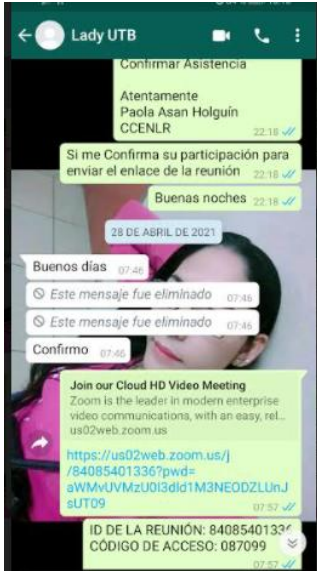 Lady UTB
Confirmar Asistencia
Atentamente
Paola Asan Holguín
CCENLR
22:18
Si me Confirma su participación para
enviar el enlace de la reunión 22:18
Buenas noches 22:18
28 DE ABRIL DE 2021
Buenos días 07:46
Este mensaje fue eliminado 07:46
Este mensaje fue eliminado 07:46
Confirmo 07:46
Join our Cloud HD Video Meeting
Zoom is the leader in modern enterprise
video communications, with an easy, rel...
us02web.zoom.us
https://us02web.zoom.us/j
/84085401336?pwd=
aWMvUVMzU0l3dld1M3NEODZLUnJ
sUT09
07:57
ID DE LA REUNIÓN: 84085401336
CÓDIGO DE ACCESO: 087099
07:57